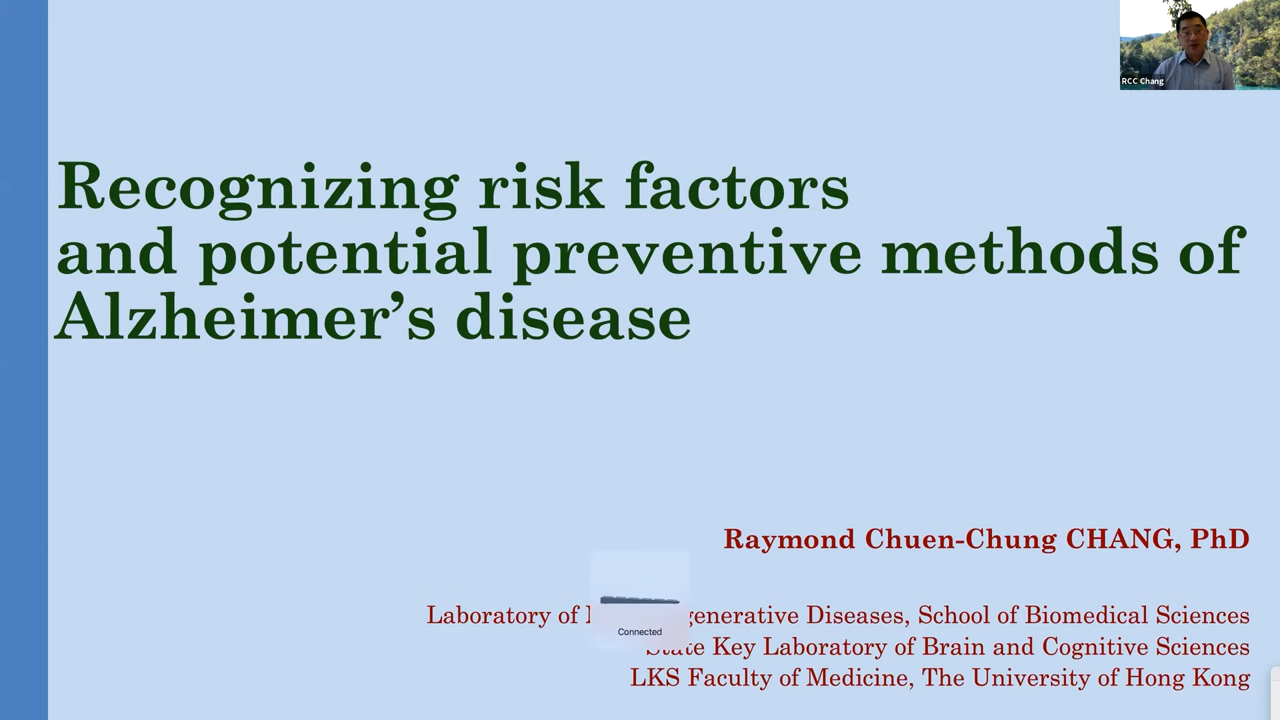 RCC Chang
Recognizing risk factors
and potential preventive methods of
Alzheimer’s disease
Raymond Chuen-Chung CHANG, PhD
Laboratory of generative Diseases, School of Biomedical Sciences
Connected
State Key Laboratory of Brain and Cognitive Sciences
LKS Faculty of Medicine, The University of Hong Kong